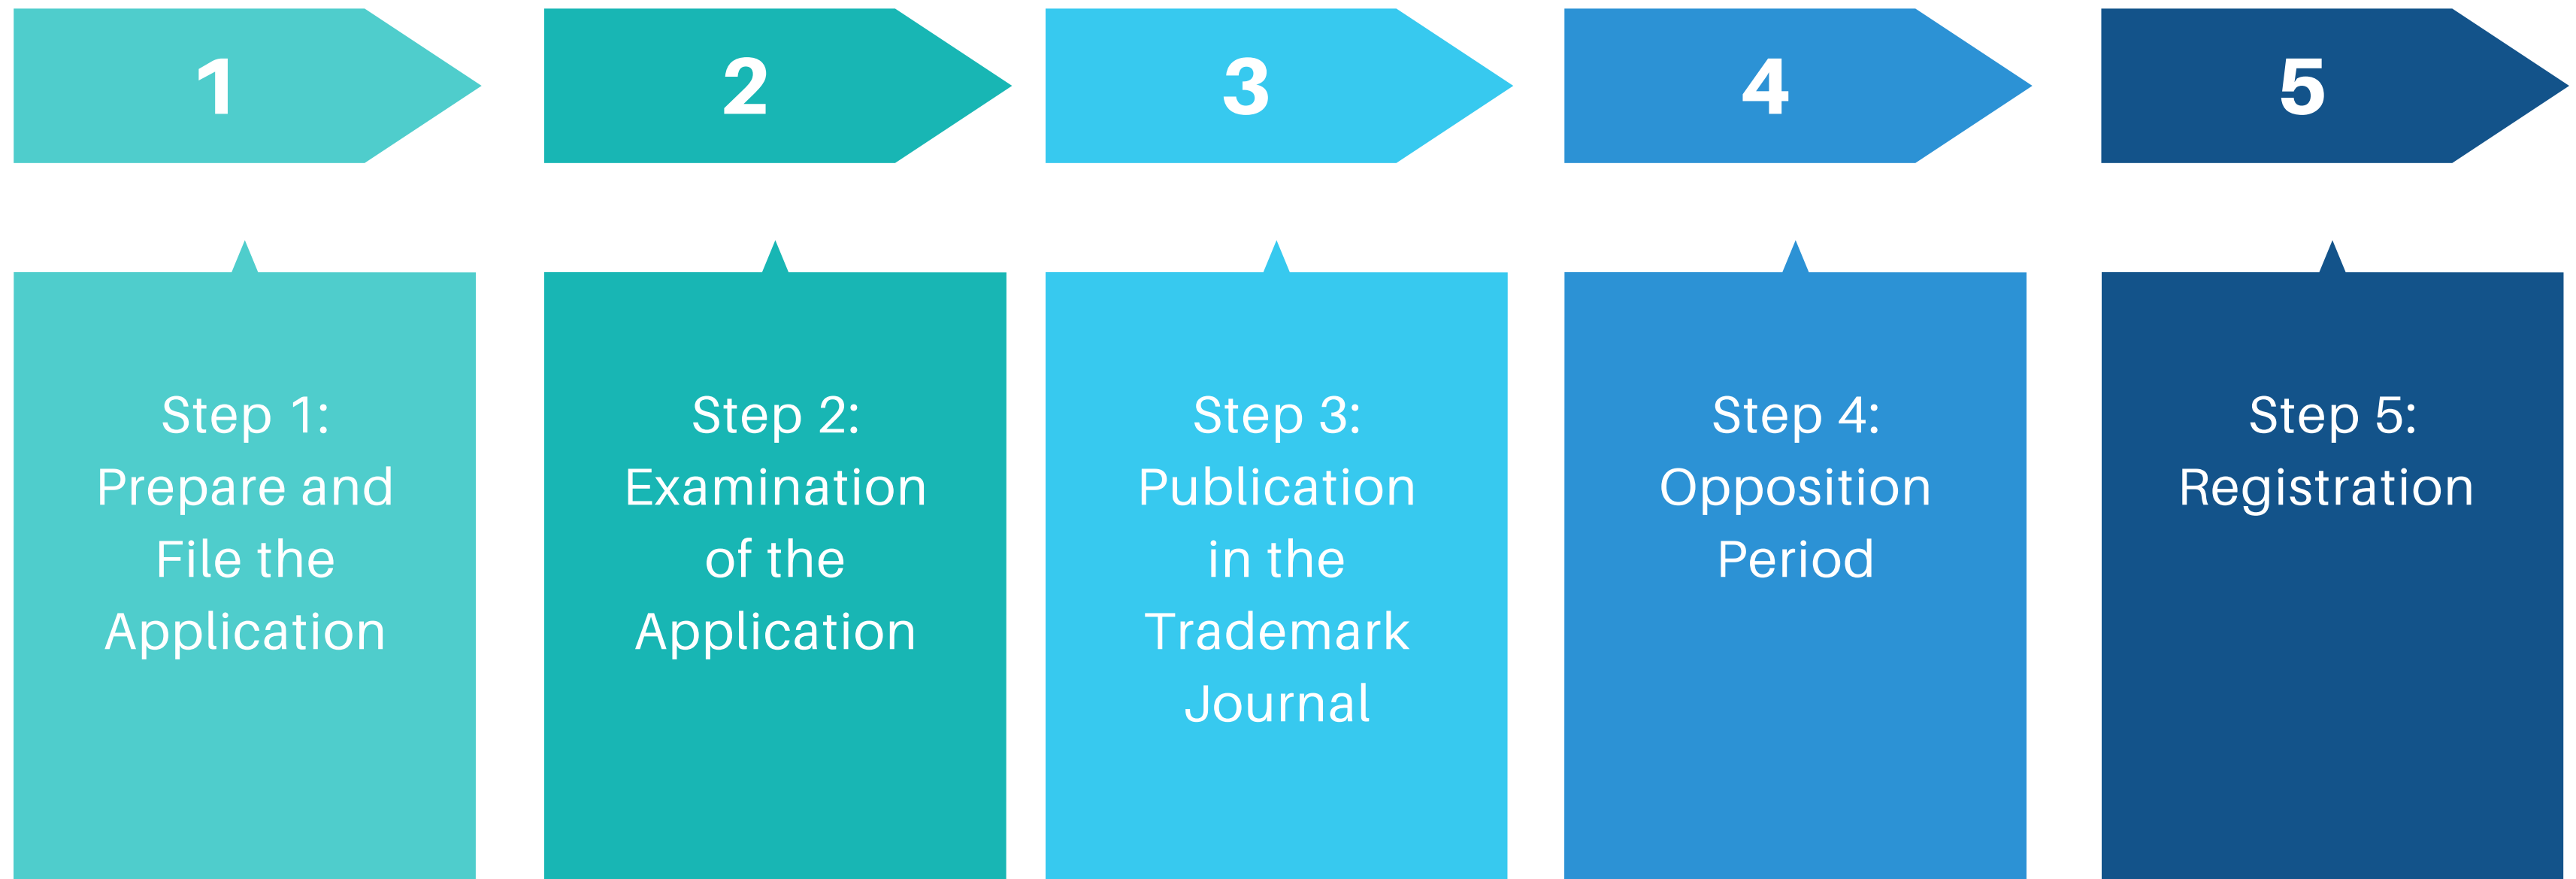 1
2
3
4
5
Step 1:
Prepare and
File the
Application
Step 2:
Examination
of the
Application
Step 3:
Publication
in the
Trademark
Journal
Step 4:
Opposition
Period
Step 5:
Registration